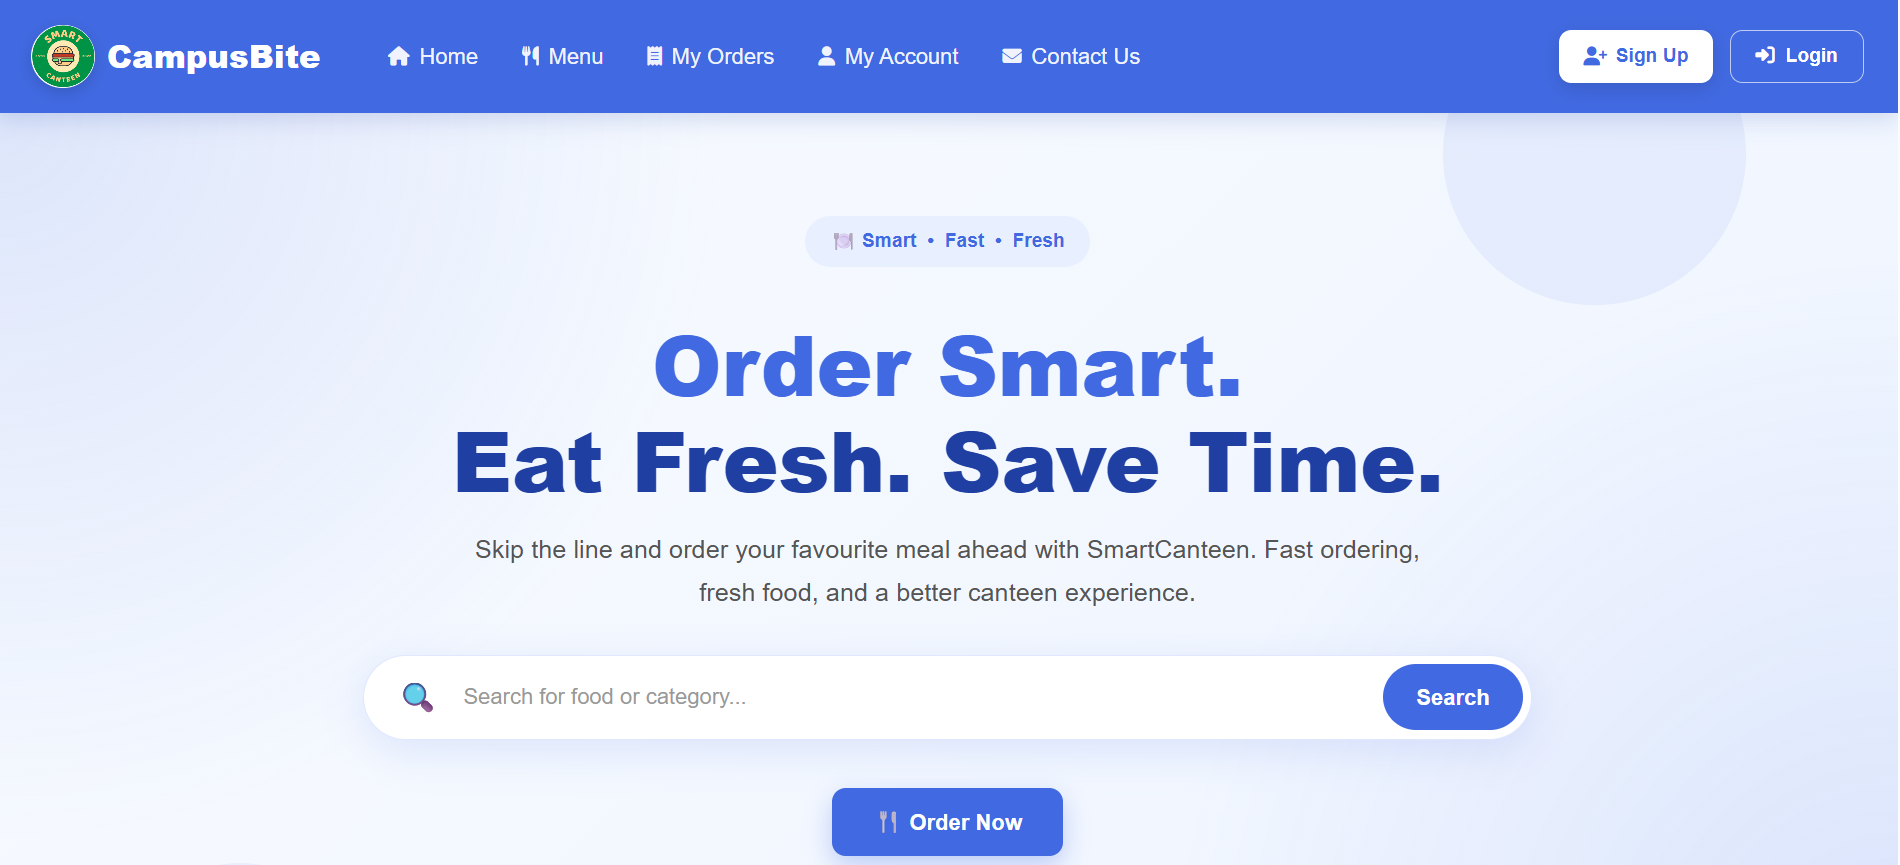 SMART
CANTEEN
CampusBite
Home
Menu
My Orders
My Account
Contact Us
Sign Up
Login
Smart • Fast • Fresh
Order Smart.
Eat Fresh. Save Time.
Skip the line and order your favourite meal ahead with SmartCanteen. Fast ordering,
fresh food, and a better canteen experience.
Search for food or category...
Search
Order Now